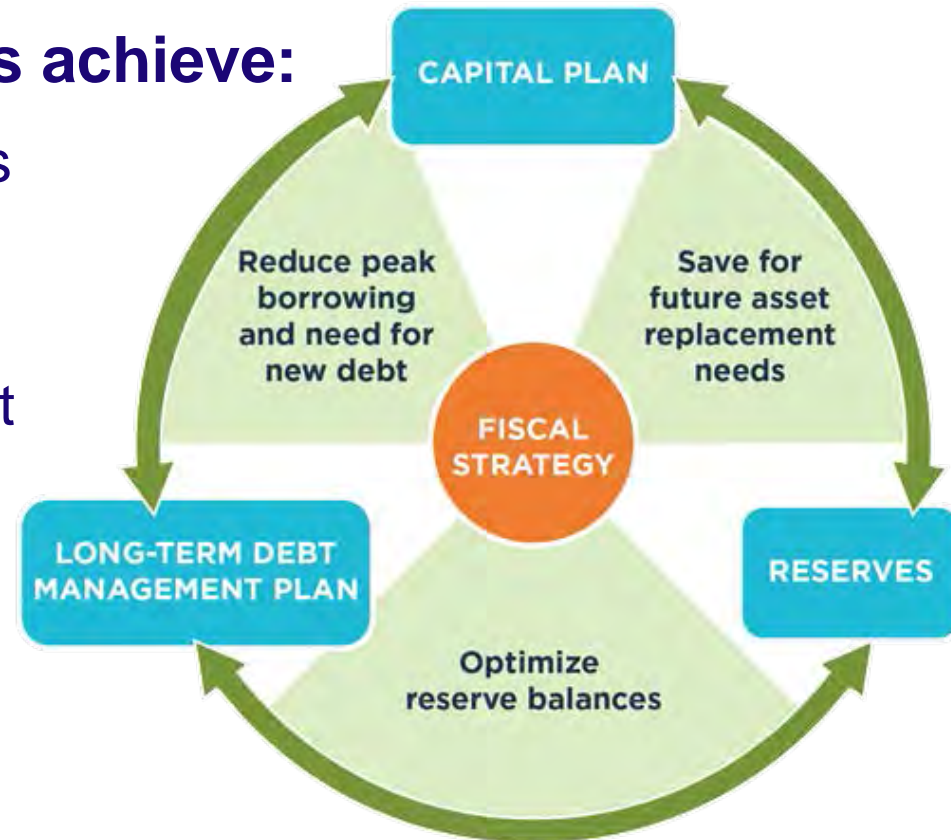 s achieve:
s
t
CAPITAL PLAN
Reduce peak
borrowing
and need for
new debt
Save for
future asset
replacement
needs
FISCAL
STRATEGY
LONG-TERM DEBT
MANAGEMENT PLAN
RESERVES
Optimize
reserve balances